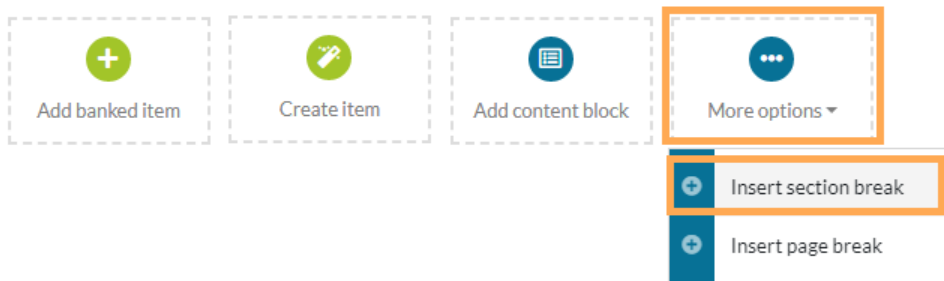 Add banked item
Create item
Add content block
More options
Insert section break
Insert page break